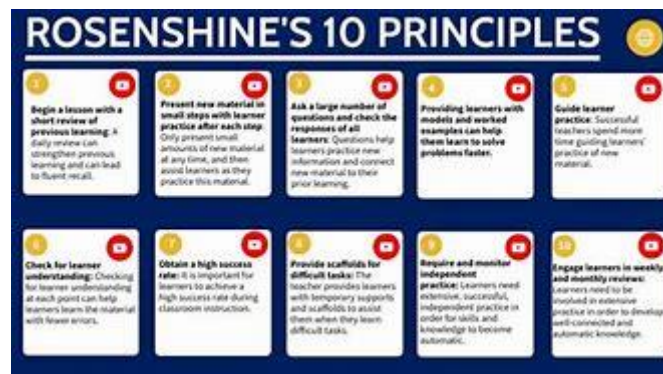 ROSENSHINE'S 10 PRINCIPLES
1
Begin a lesson with a
short review of
previous learning: A
daily review can
strengthen previous
learning and can lead
to fluent recall.
2
Present new material in
small steps with learner
practice after each step:
Only present small
amounts of new material
at any time, and then
assist learners as they
practice this material.
3
Ask a large number of
questions and check the
responses of all
learners: Questions help
learners practice new
information and connect
new material to their
prior learning.
4
Providing learners with
models and worked
examples can help
them learn to solve
problems faster.
5
Guide learner
practice: Successful
teachers spend more
time guiding learners'
practice of new
material.
6
Check for learner
understanding: Checking
for learner understanding
at each point can help
learners learn the material
with fewer errors.
7
Obtain a high success
rate: It is important for
learners to achieve a
high success rate during
classroom instruction.
8
Provide scaffolds for
difficult tasks: The
teacher provides learners
with temporary supports
and scaffolds to assist
them when they learn
difficult tasks.
9
Require and monitor
independent
practice: Learners need
extensive, successful,
independent practice in
order for skills and
knowledge to become
automatic.
10
Engage learners in weekly
and monthly reviews:
Learners need to be
involved in extensive
practice in order to develop
well-connected and
automatic knowledge.